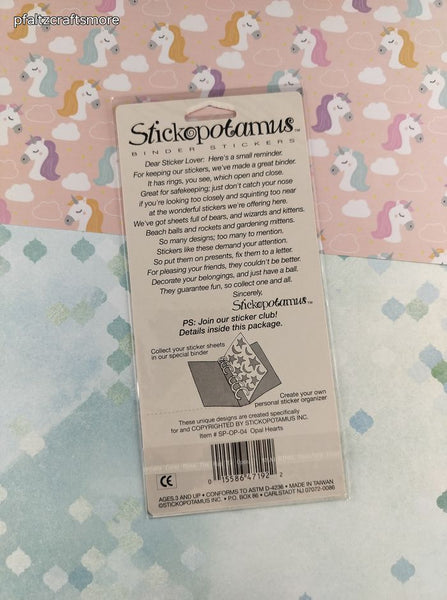 pfaltzcraftsmore
Stickopotamus™
BINDER STICKERS
Dear Sticker Lover: Here's a small reminder.
For keeping our stickers, we've made a great binder.
It has rings, you see, which open and close.
Great for safekeeping; just don't catch your nose
if you're looking too closely and squinting too near
at the wonderful stickers we're offering here.
We've got sheets full of bears, and wizards and kittens.
Beach balls and rockets and gardening mittens.
So many designs; too many to mention.
Stickers like these demand your attention.
So put them on presents, fix them to a letter.
For pleasing your friends, they couldn't be better.
Decorate your belongings, and just have a ball.
They guarantee fun, so collect one and all.
Sincerely,
Stickopotamus™
PS: Join our sticker club!
Details inside this package.
Collect your sticker sheets
in our special binder
Create your own
personal sticker organizer
These unique designs are created specifically
for and COPYRIGHTED BY STICKOPOTAMUS INC.
Item # SP-OP-04 Opal Hearts
0 15586 47192 2
CE
AGES 3 AND UP • CONFORMS TO ASTM D-4236 • MADE IN TAIWAN
©STICKOPOTAMUS INC. • P.O. BOX 86 • CARLSTADT NJ 07072-0086